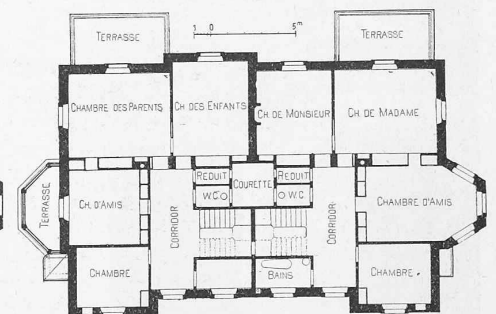 TERRASSE
1 0 5m
TERRASSE
CHAMBRE DES PARENTS
CH. DES ENFANTS
CH. DE MONSIEUR
CH. DE MADAME
REDUIT
REDUIT
W.C.
COURETTE
W.C.
TERRASSE
CH. D'AMIS
CORRIDOR
CORRIDOR
CHAMBRE D'AMIS
CHAMBRE
BAINS
CHAMBRE